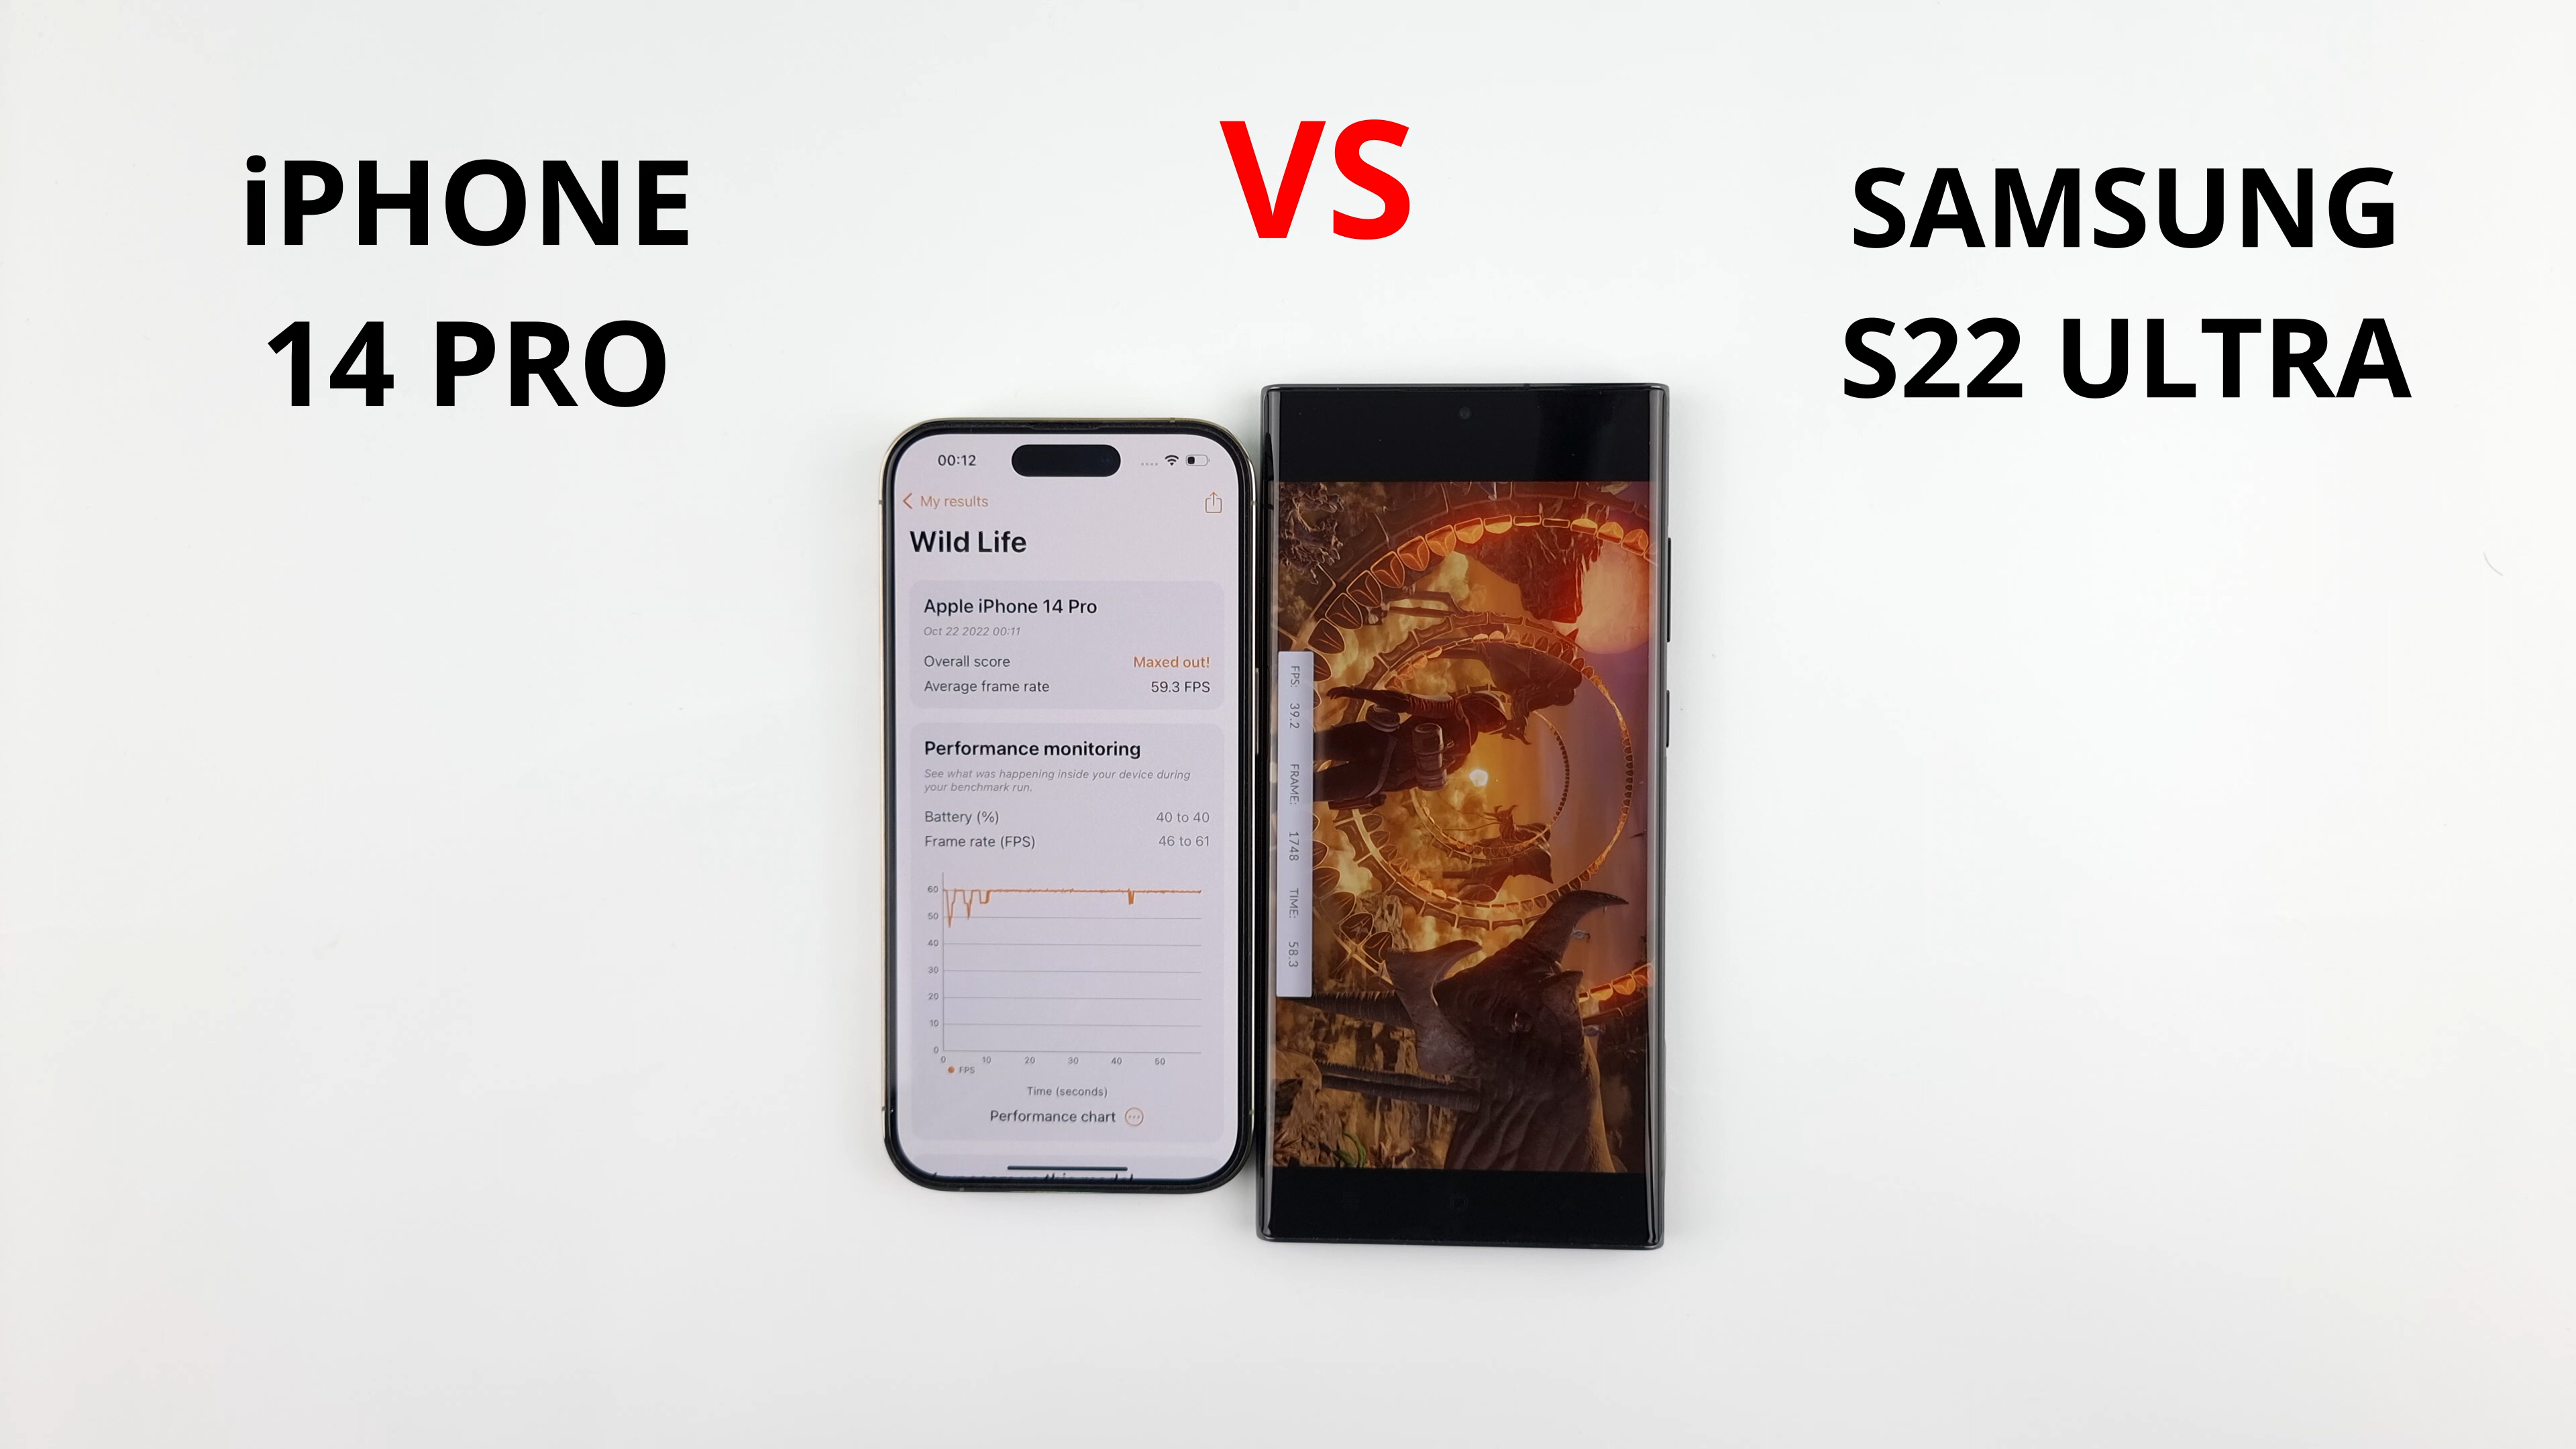 iPHONE
14 PRO
VS
SAMSUNG
S22 ULTRA
00:12
My results
Wild Life
Apple iPhone 14 Pro
Oct 22 2022 00:11
Overall score Maxed out!
Average frame rate 59.3 FPS
Performance monitoring
See what was happening inside your device during
your benchmark run.
Battery (%) 40 to 40
Frame rate (FPS) 46 to 61
60
50
40
30
20
10
0
0 10 20 30 40 50
FPS
Time (seconds)
Performance chart
FPS: 39.2 FRAME: 1748 TIME: 58.3